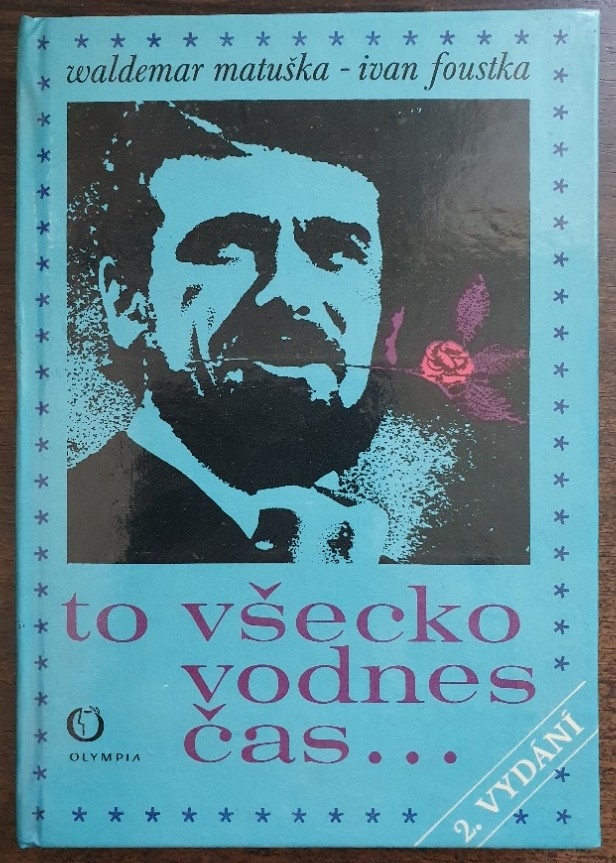 waldemar matuška - ivan foustka
to všecko
vodnes
čas...
OLYMPIA
2. VYDÁNÍ